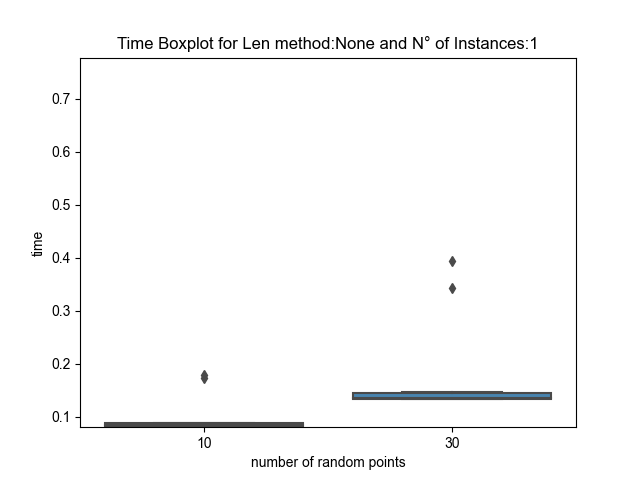 Time Boxplot for Len method:None and N° of Instances:1
0.7
0.6
0.5
0.4
0.3
0.2
0.1
time
10 30
number of random points